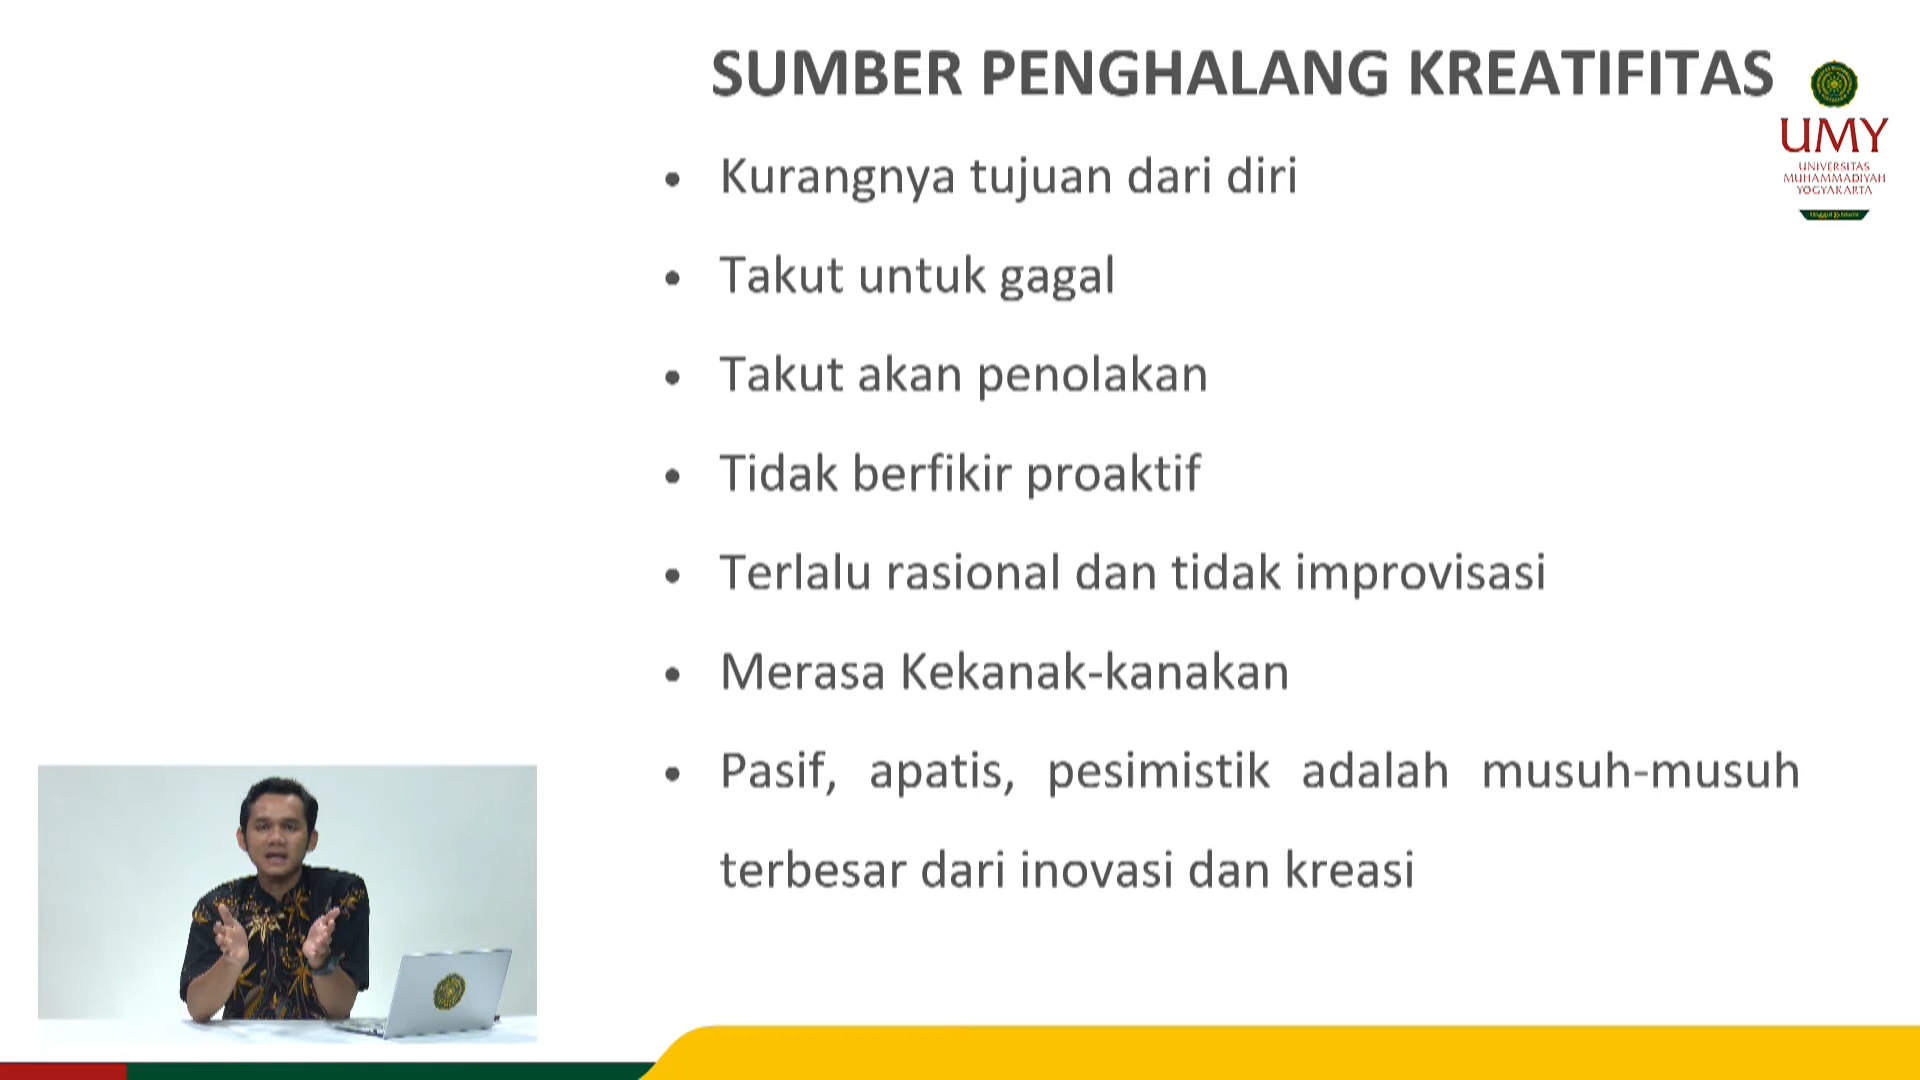 SUMBER PENGHALANG KREATIFITAS
UMY
UNIVERSITAS
MUHAMMADIYAH
YOGYAKARTA
• Kurangnya tujuan dari diri
• Takut untuk gagal
• Takut akan penolakan
• Tidak berfikir proaktif
• Terlalu rasional dan tidak improvisasi
• Merasa Kekanak-kanakan
• Pasif, apatis, pesimistik adalah musuh-musuh
terbesar dari inovasi dan kreasi